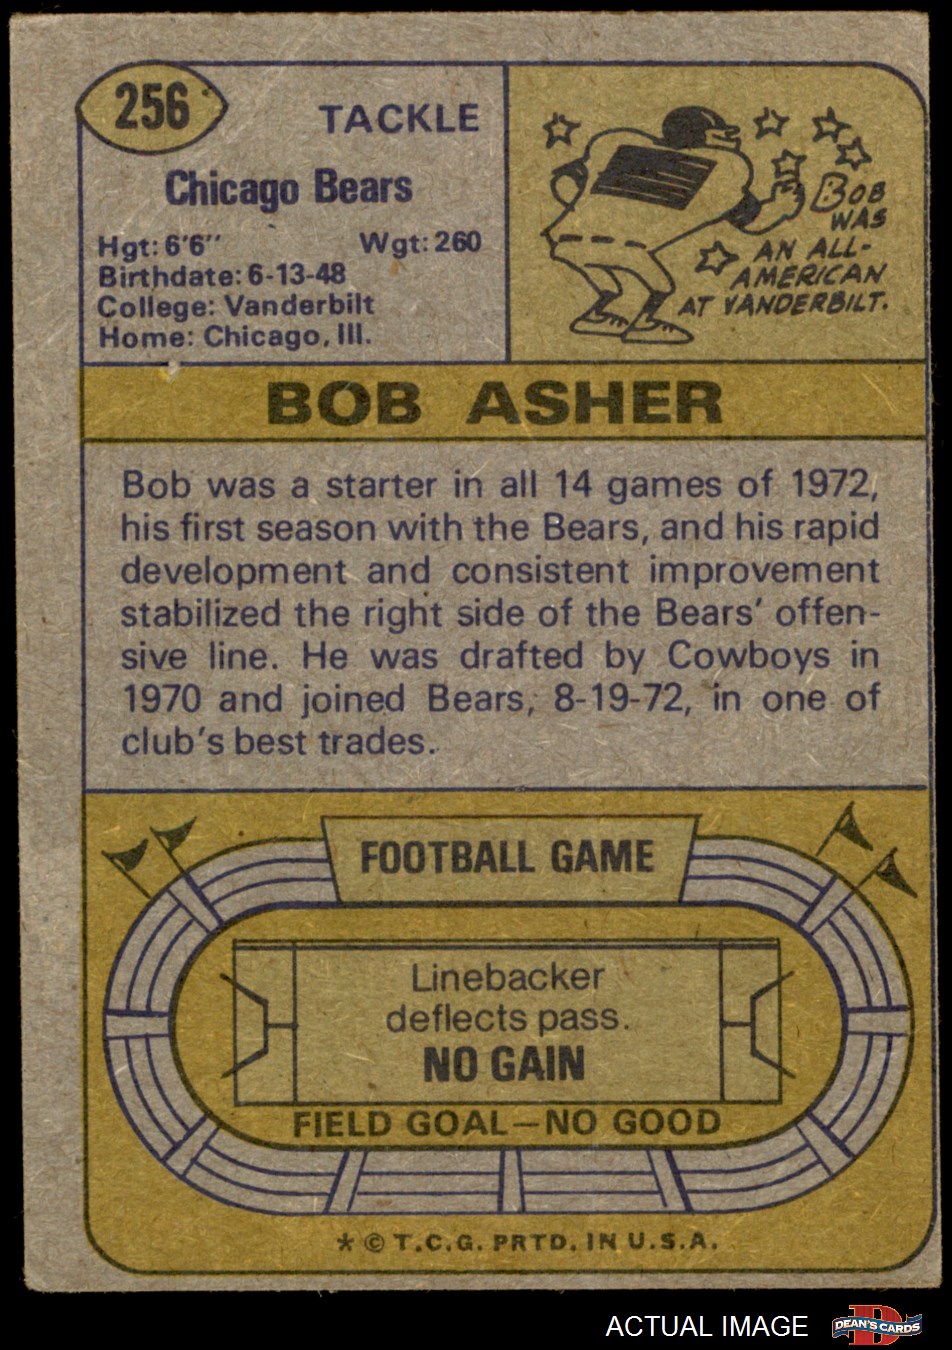 256
TACKLE
Chicago Bears
Hgt: 6'6" Wgt: 260
Birthdate: 6-13-48
College: Vanderbilt
Home: Chicago, Ill.
BOB
WAS
AN ALL-
AMERICAN
AT VANDERBILT.
BOB ASHER
Bob was a starter in all 14 games of 1972,
his first season with the Bears, and his rapid
development and consistent improvement
stabilized the right side of the Bears' offen-
sive line. He was drafted by Cowboys in
1970 and joined Bears, 8-19-72, in one of
club's best trades.
FOOTBALL GAME
Linebacker
deflects pass.
NO GAIN
FIELD GOAL—NO GOOD
* © T.C.G. PRTD. IN U.S.A.
ACTUAL IMAGE
D
DEAN'S CARDS